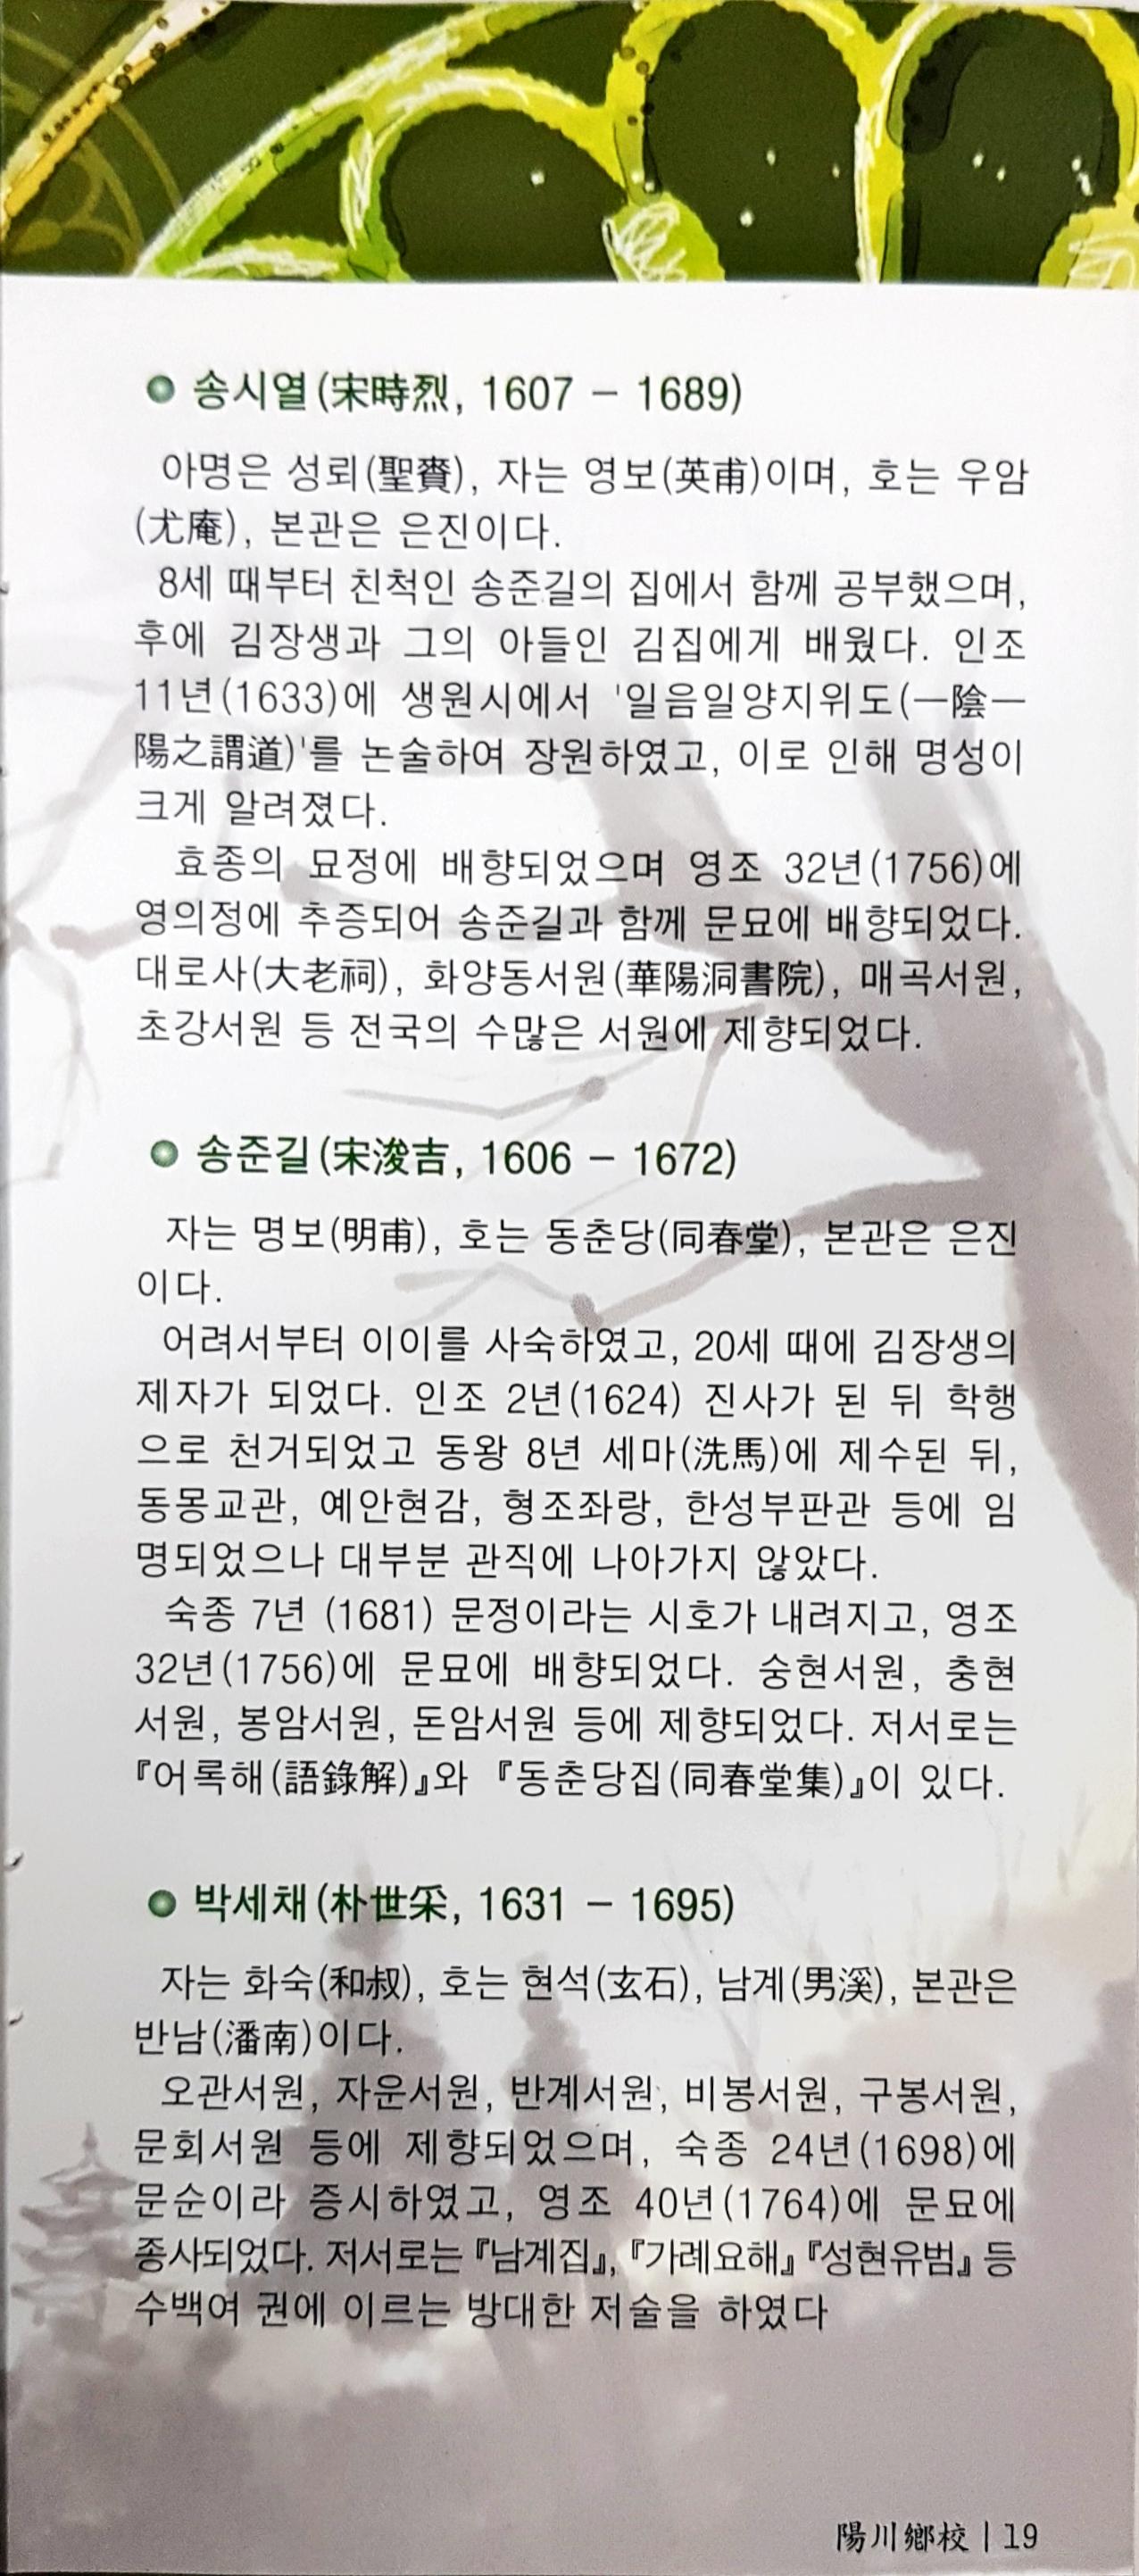 송시열(宋時烈, 1607 - 1689)
아명은 성뢰(聖賚), 자는 영보(英甫)이며, 호는 우암
(尤庵), 본관은 은진이다.
8세 때부터 친척인 송준길의 집에서 함께 공부했으며,
후에 김장생과 그의 아들인 김집에게 배웠다. 인조
11년(1633)에 생원시에서 '일음일양지위도(一陰一
陽之謂道)'를 논술하여 장원하였고, 이로 인해 명성이
크게 알려졌다.
효종의 묘정에 배향되었으며 영조 32년(1756)에
영의정에 추증되어 송준길과 함께 문묘에 배향되었다.
대로사(大老祠), 화양동서원(華陽洞書院), 매곡서원,
초강서원 등 전국의 수많은 서원에 제향되었다.
송준길(宋浚吉, 1606 - 1672)
자는 명보(明甫), 호는 동춘당(同春堂), 본관은 은진
이다.
어려서부터 이이를 사숙하였고, 20세 때에 김장생의
제자가 되었다. 인조 2년(1624) 진사가 된 뒤 학행
으로 천거되었고 동왕 8년 세마(洗馬)에 제수된 뒤,
동몽교관, 예안현감, 형조좌랑, 한성부판관 등에 임
명되었으나 대부분 관직에 나아가지 않았다.
숙종 7년 (1681) 문정이라는 시호가 내려지고, 영조
32년(1756)에 문묘에 배향되었다. 숭현서원, 충현
서원, 봉암서원, 돈암서원 등에 제향되었다. 저서로는
『어록해(語錄解)』와 『동춘당집(同春堂集)』이 있다.
박세채(朴世采, 1631 - 1695)
자는 화숙(和叔), 호는 현석(玄石), 남계(男溪), 본관은
반남(潘南)이다.
오관서원, 자운서원, 반계서원, 비봉서원, 구봉서원,
문회서원 등에 제향되었으며, 숙종 24년(1698)에
문순이라 증시하였고, 영조 40년(1764)에 문묘에
종사되었다. 저서로는 『남계집』, 『가례요해』 『성현유범』 등
수백여 권에 이르는 방대한 저술을 하였다
陽川鄕校 | 19